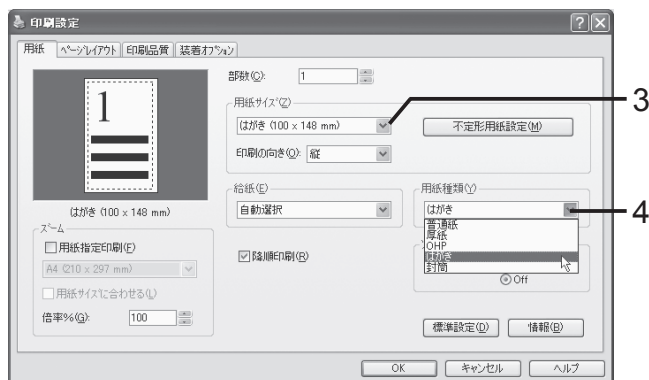 印刷設定
用紙 ページレイアウト 印刷品質 装着オプション
1
はがき (100 x 148 mm)
ズーム
用紙指定印刷(F)
A4 (210 x 297 mm)
用紙サイズに合わせる(L)
倍率%(G): 100
部数(C): 1
用紙サイズ(Z)
はがき (100 x 148 mm)
不定形用紙設定(M)
印刷の向き(O): 縦
給紙(E)
自動選択
降順印刷(R)
用紙種類(Y)
はがき
普通紙
厚紙
OHP
はがき
封筒
Off
標準設定(D) 情報(B)
OK キャンセル ヘルプ
3
4